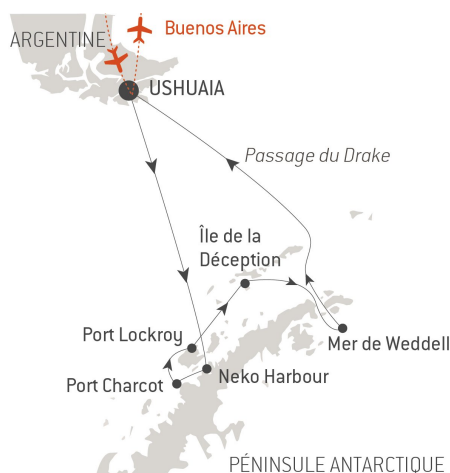 Buenos Aires
ARGENTINE
USHUAIA
Passage du Drake
Île de la
Déception
Port Lockroy
Mer de Weddell
Neko Harbour
Port Charcot
PÉNINSULE ANTARCTIQUE